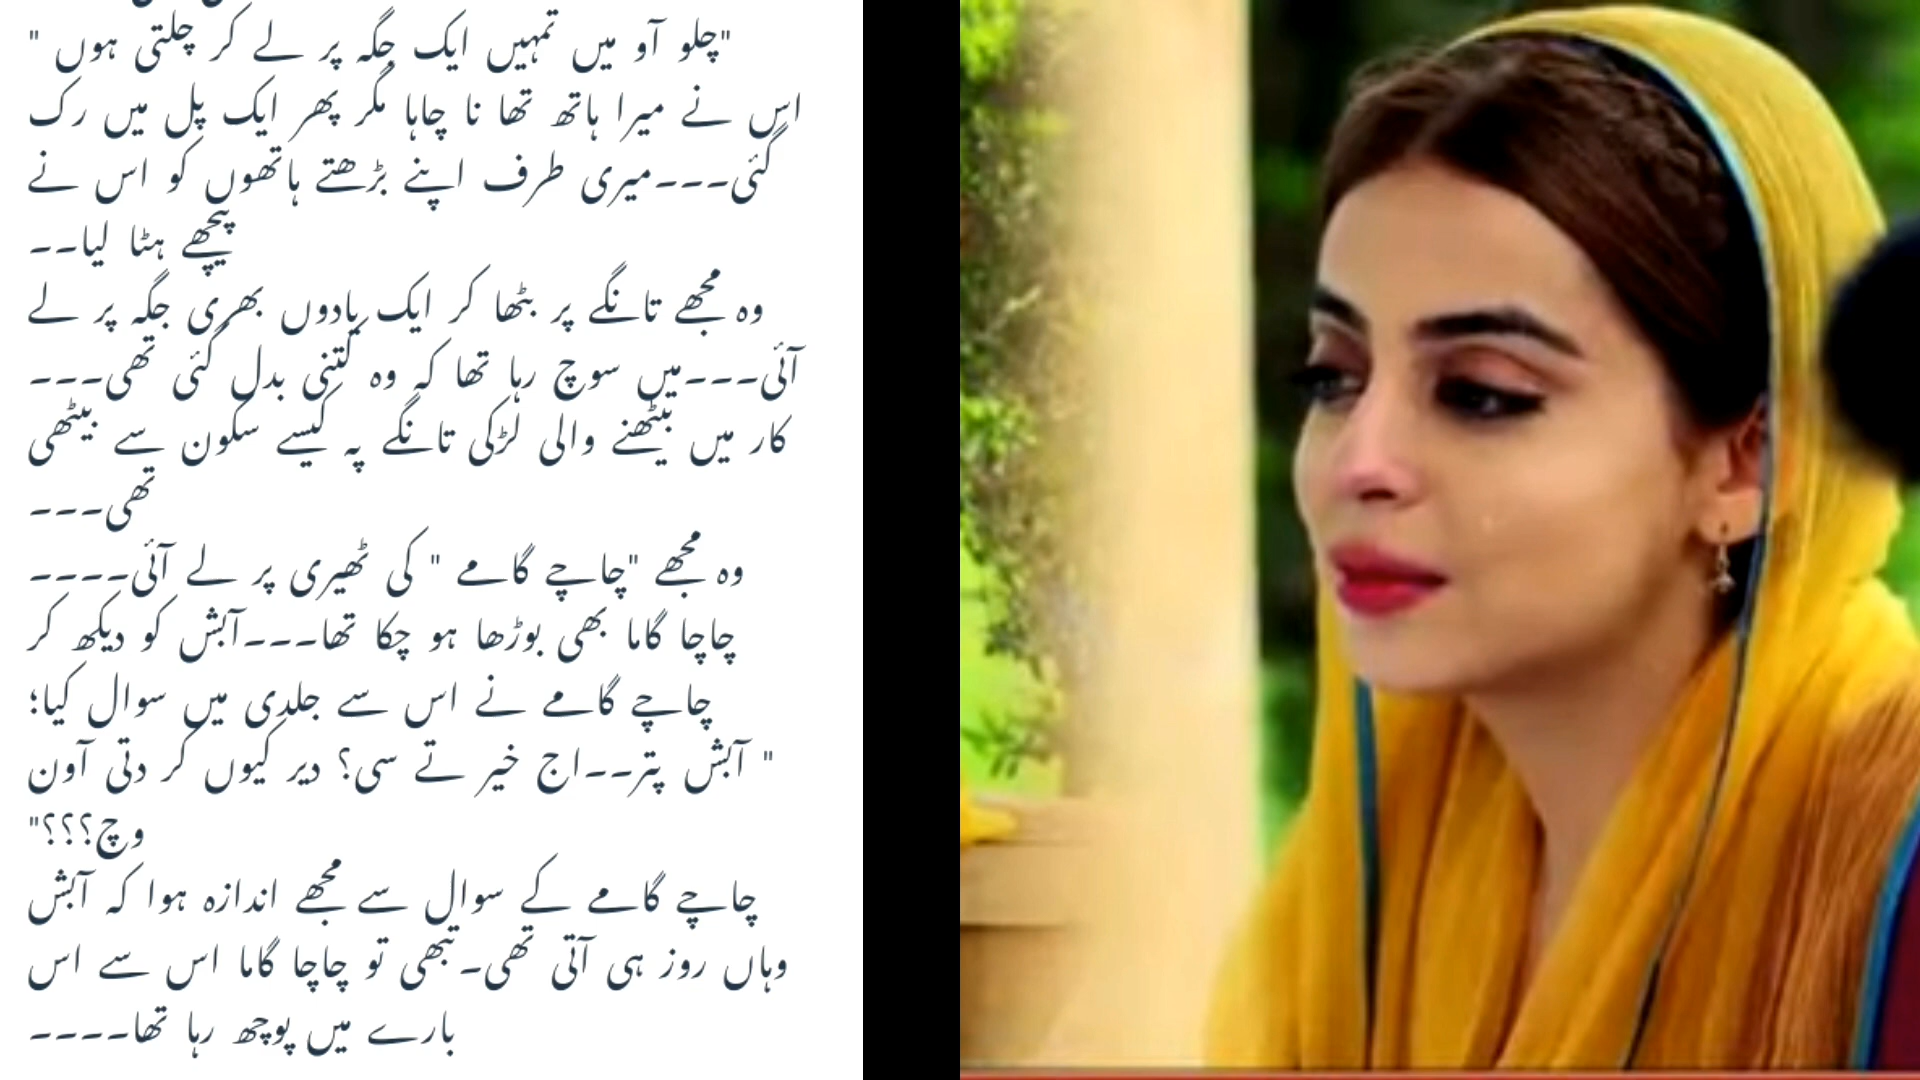 "چلو آو میں تمہیں ایک جگہ پر لے کر چلتی ہوں "
اس نے میرا ہاتھ تھا نا چاہا مگر پھر ایک پل میں رک
گئی۔۔۔میری طرف اپنے بڑھتے ہاتھوں کو اس نے
پیچھے ہٹا لیا۔۔
وہ مجھے تانگے پر بٹھا کر ایک یادوں بھری جگہ پر لے
آئی۔۔۔میں سوچ رہا تھا کہ وہ کتنی بدل گئی تھی۔۔۔
کار میں بیٹھنے والی لڑکی تانگے پہ کیسے سکون سے بیٹھی
تھی۔۔۔
وہ مجھے "چاچے گامے " کی ٹھیری پر لے آئی۔۔۔۔
چاچا گاما بھی بوڑھا ہو چکا تھا۔۔۔آبش کو دیکھ کر
چاچے گامے نے اس سے جلدی میں سوال کیا؛
" آبش پتر۔۔اج خیر تے سی؟ دیر کیوں کر دتی آون
وچ؟؟؟"
چاچے گامے کے سوال سے مجھے اندازہ ہوا کہ آبش
وہاں روز ہی آتی تھی۔تبھی تو چاچا گاما اس سے اس
بارے میں پوچھ رہا تھا۔۔۔۔